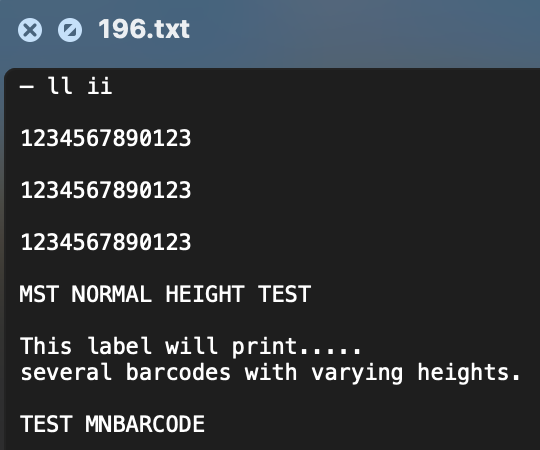 196.txt
— ll ii
1234567890123
1234567890123
1234567890123
MST NORMAL HEIGHT TEST
This label will print.....
several barcodes with varying heights.
TEST MNBARCODE